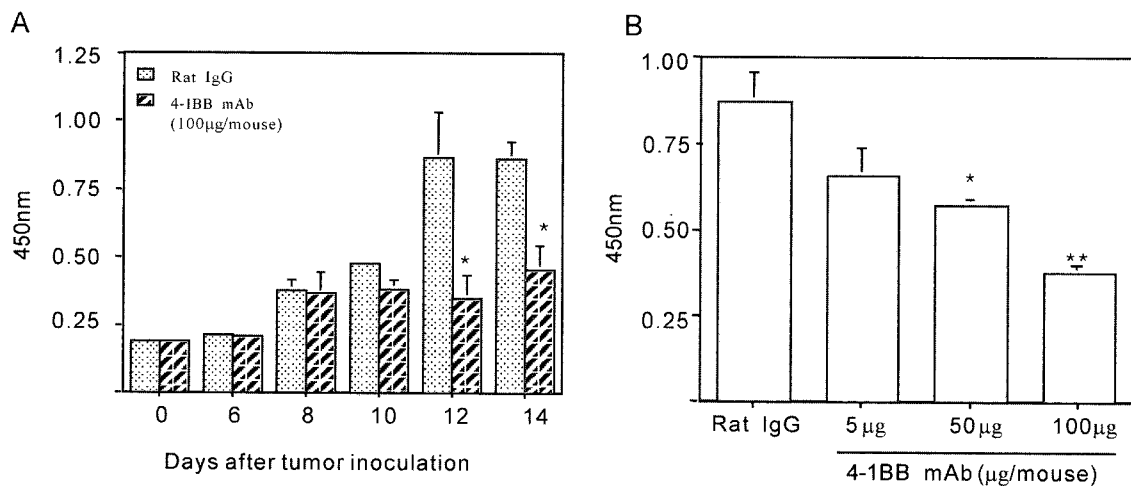 A
450nm
1.25
1.00
0.75
0.50
0.25
Rat IgG
4-1BB mAb
(100µg/mouse)
*
*
0 6 8 10 12 14
Days after tumor inoculation
B
450nm
1.00
0.75
0.50
0.25
*
**
Rat IgG 5µg 50µg 100µg
4-1BB mAb (µg/mouse)